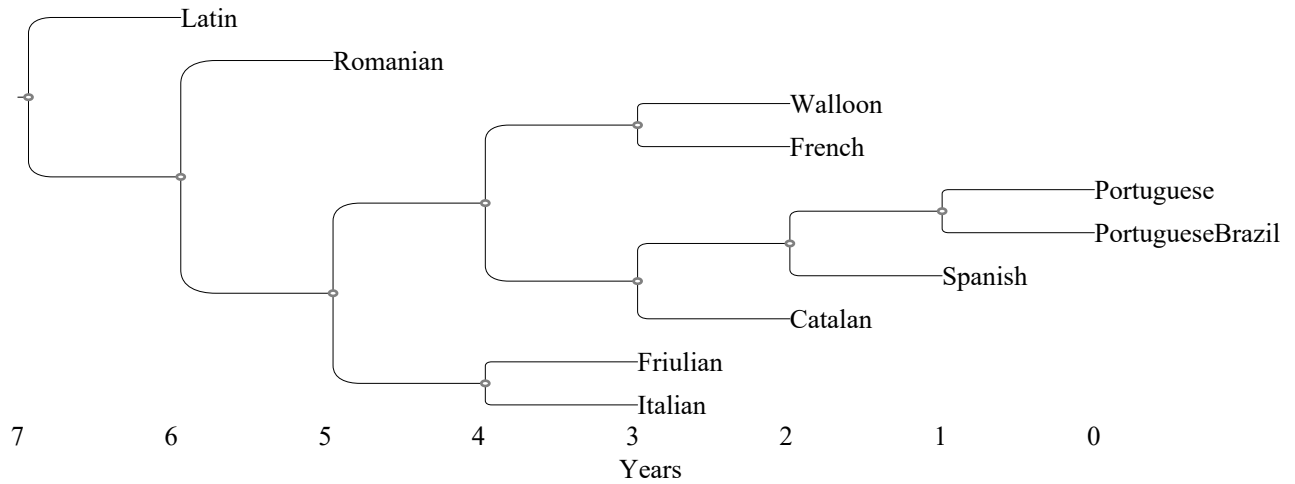 Latin
Romanian
Walloon
French
Portuguese
PortugueseBrazil
Spanish
Catalan
Friulian
Italian
7 6 5 4 3 2 1 0
Years